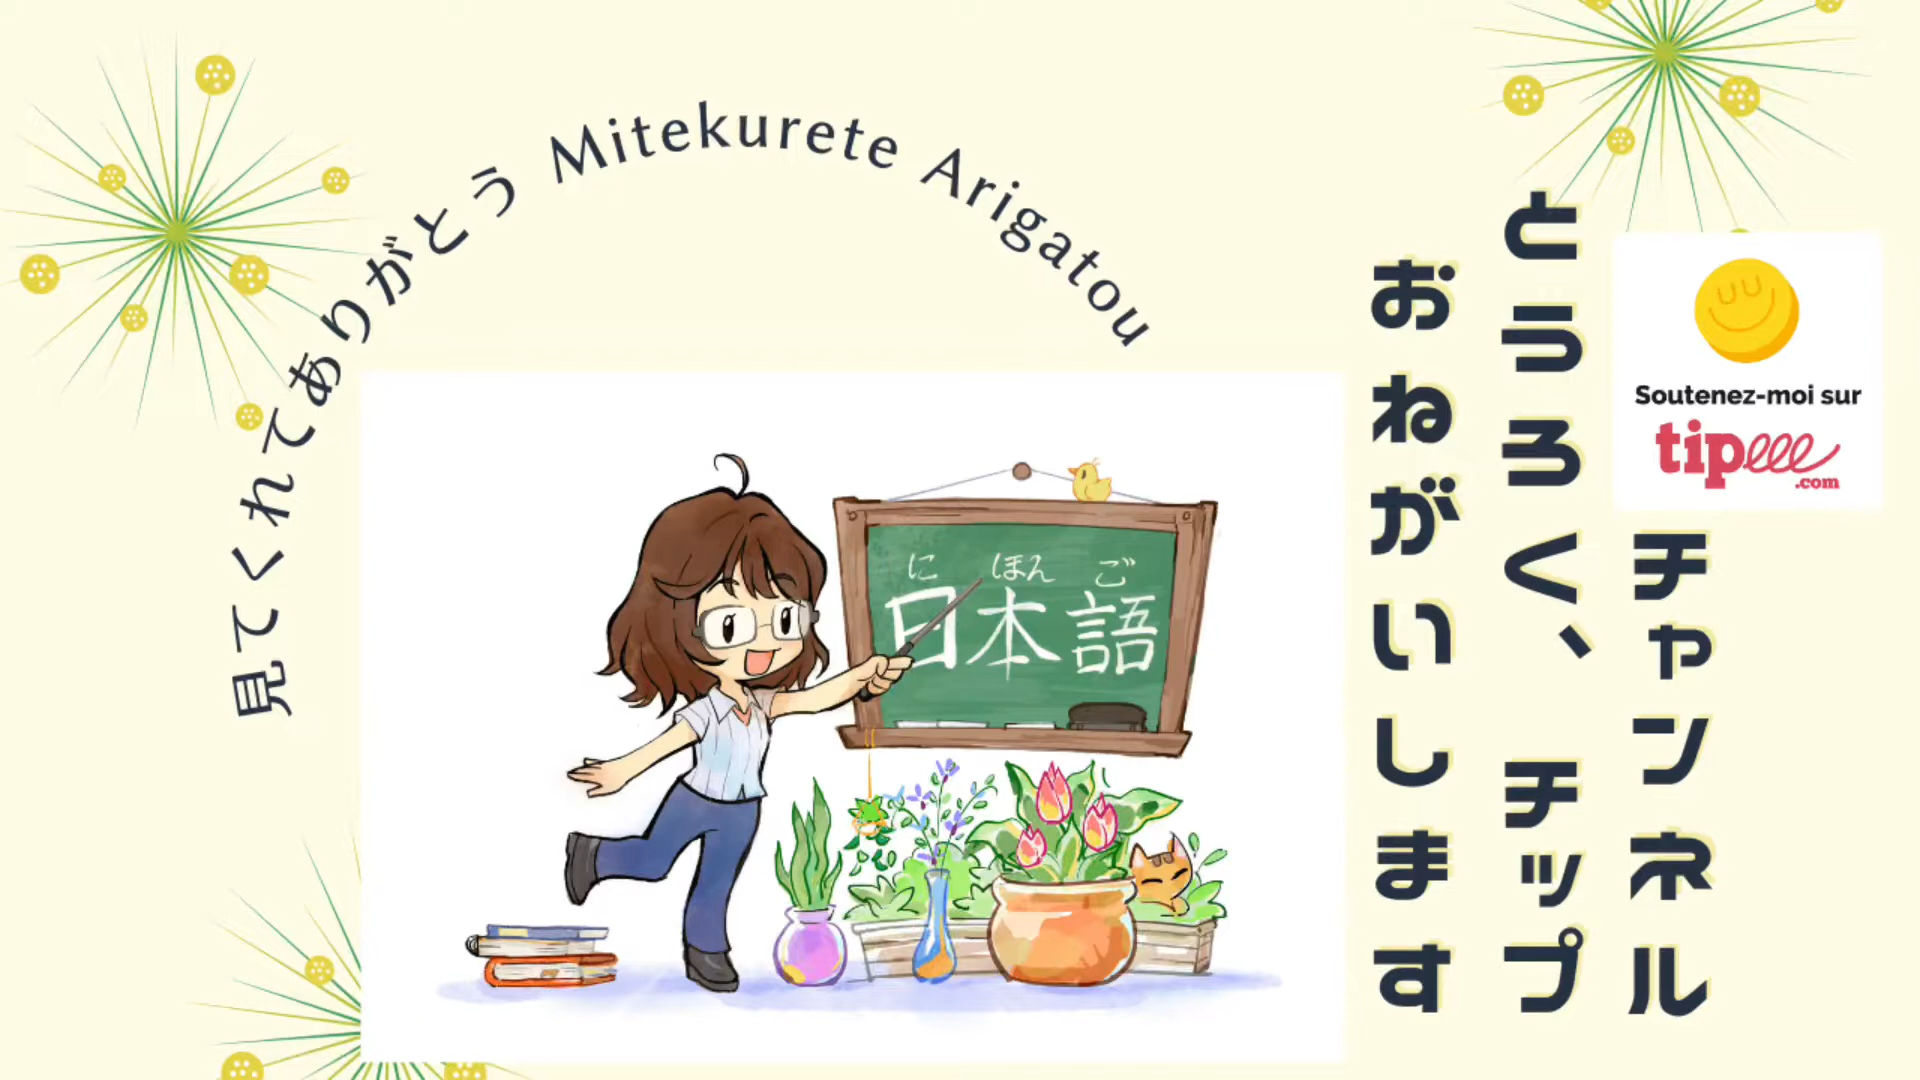 見てくれてありがとう Mitekurete Arigatou
に ほん ご
日本語
チャンネル
とうろく、チップ
おねがいします
Soutenez-moi sur
tipeee
.com